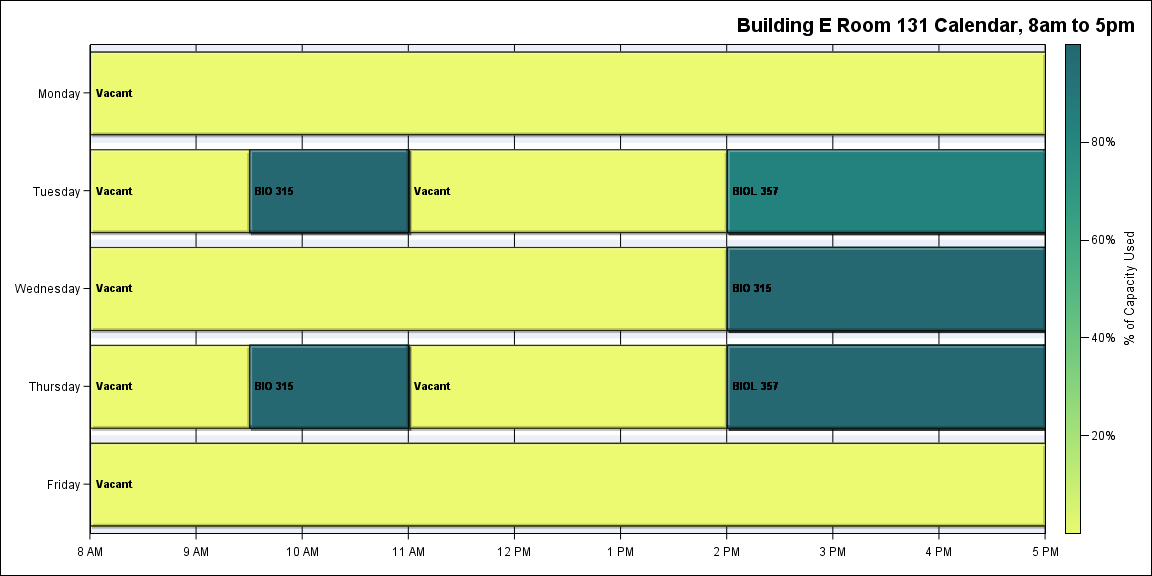 Building E Room 131 Calendar, 8am to 5pm
Monday
Vacant
Tuesday
Vacant
BIO 315
Vacant
BIOL 357
Wednesday
Vacant
BIO 315
Thursday
Vacant
BIO 315
Vacant
BIOL 357
Friday
Vacant
8 AM
9 AM
10 AM
11 AM
12 PM
1 PM
2 PM
3 PM
4 PM
5 PM
80%
60%
40%
20%
% of Capacity Used